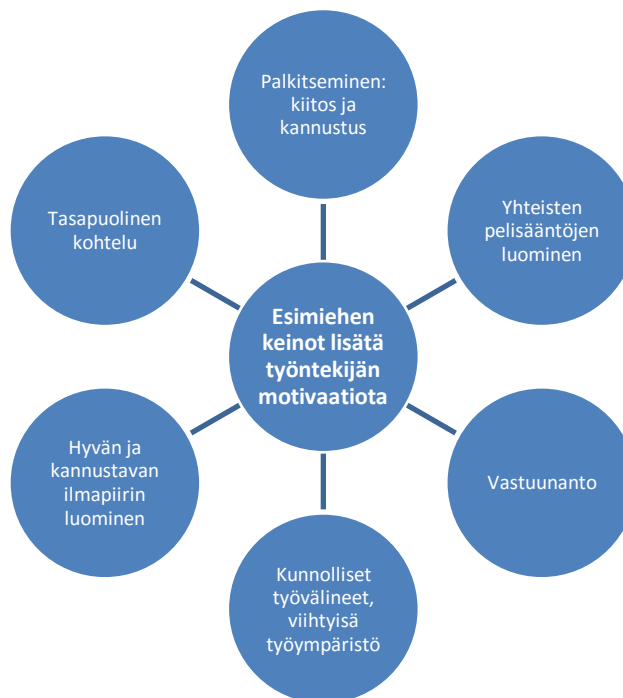 Palkitseminen:
kiitos ja
kannustus
Yhteisten
pelisääntöjen
luominen
Vastuunanto
Kunnolliset
työvälineet,
viihtyisä
työympäristö
Hyvän ja
kannustavan
ilmapiirin
luominen
Tasapuolinen
kohtelu
Esimiehen
keinot lisätä
työntekijän
motivaatiota